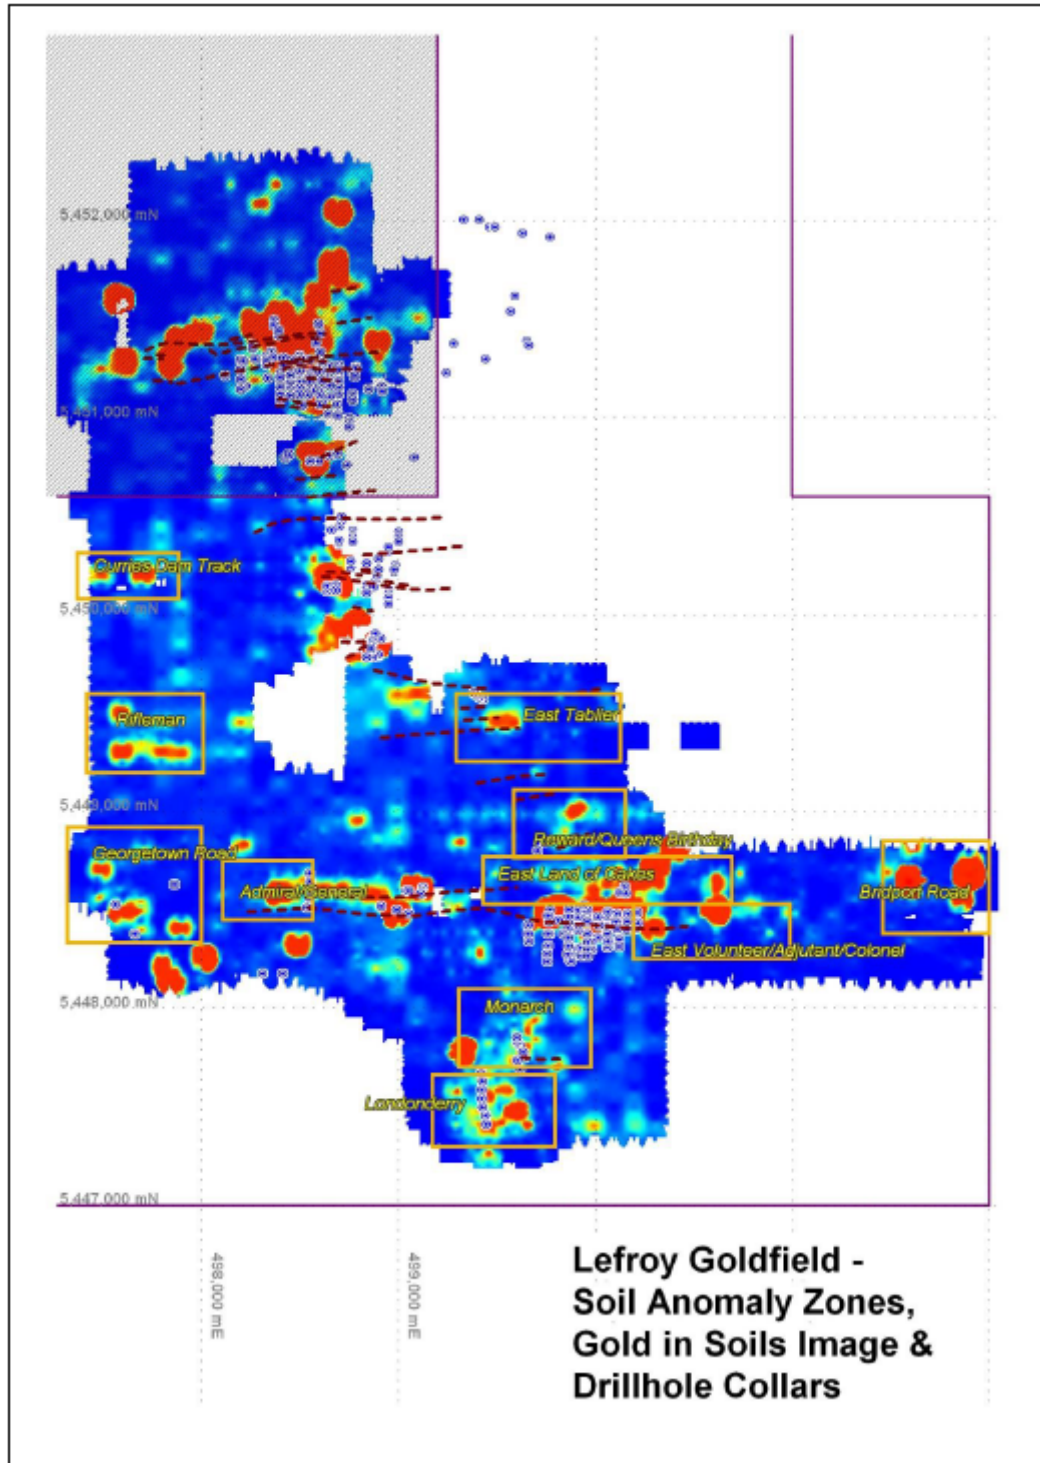 5,452,000 mN
5,451,000 mN
Curries Dam Track
5,450,000 mN
Rifleman
East Tablier
5,449,000 mN
Reward/Queens Birthday
Georgetown Road
East Land of Cakes
Admiral/General
Bridport Road
East Volunteer/Adjutant/Colonel
5,448,000 mN
Monarch
Londonderry
5,447,000 mN
498,000 mE
499,000 mE
Lefroy Goldfield -
Soil Anomaly Zones,
Gold in Soils Image &
Drillhole Collars